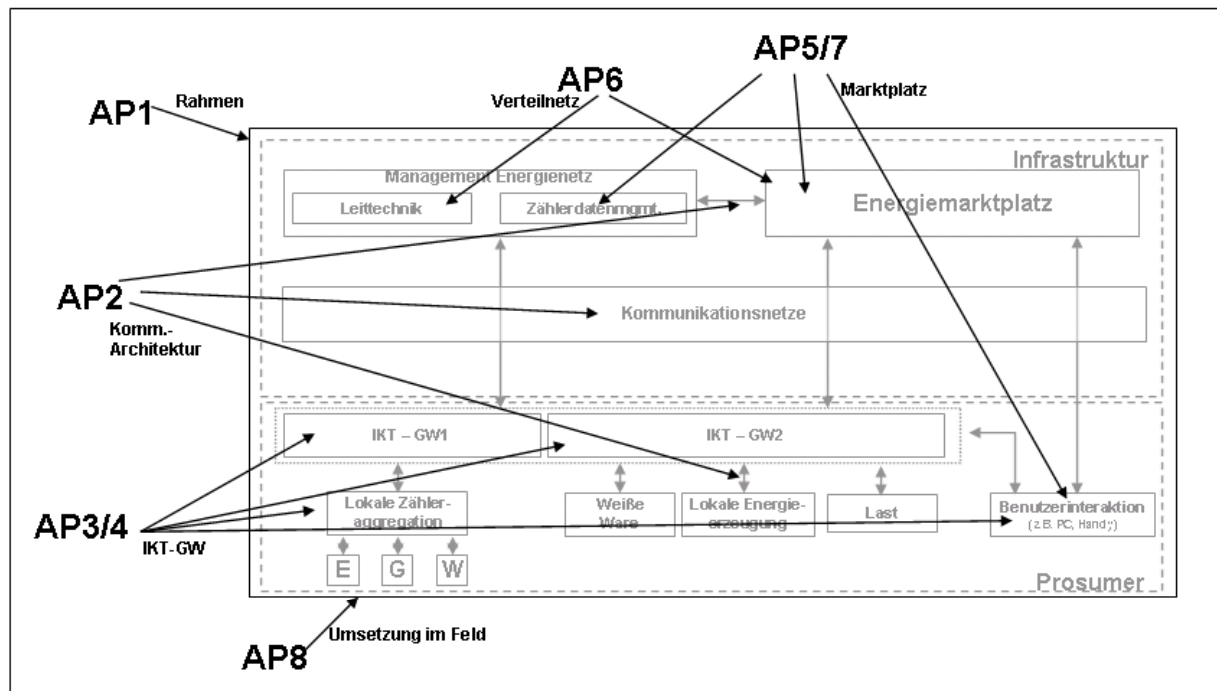 AP5/7
AP6
Marktplatz
AP1
Rahmen
Verteilnetz
Infrastruktur
Management Energienetz
Leittechnik
Zählerdatenmgmt.
Energiemarktplatz
AP2
Komm.-
Architektur
Kommunikationsnetze
IKT – GW1
IKT – GW2
AP3/4
IKT-GW
Lokale Zähler-
aggregation
Weiße
Ware
Lokale Energie-
erzeugung
Last
Benutzerinteraktion
(z.B. PC, Handy)
E
G
W
Prosumer
AP8
Umsetzung im Feld